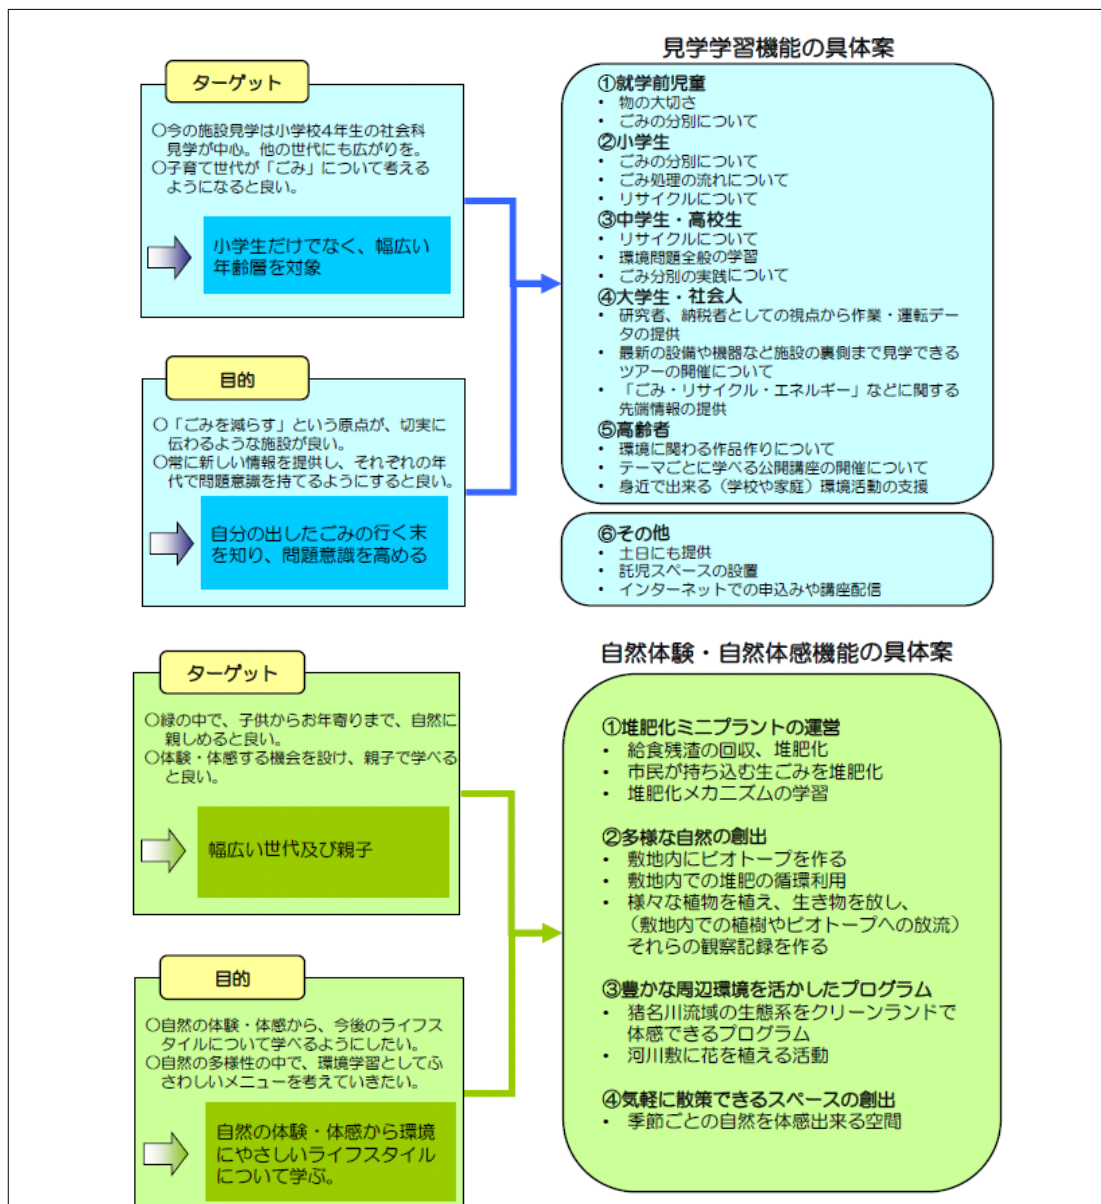 見学学習機能の具体案
ターゲット
○今の施設見学は小学校4年生の社会科
見学が中心。他の世代にも広がりを。
○子育て世代が「ごみ」について考える
ようになると良い。
小学生だけでなく、幅広い
年齢層を対象
目的
○「ごみを減らす」という原点が、切実に
伝わるような施設が良い。
○常に新しい情報を提供し、それぞれの年
代で問題意識を持てるようにすると良い。
自分の出したごみの行く末
を知り、問題意識を高める
①就学前児童
• 物の大切さ
• ごみの分別について
②小学生
• ごみの分別について
• ごみ処理の流れについて
• リサイクルについて
③中学生・高校生
• リサイクルについて
• 環境問題全般の学習
• ごみ分別の実践について
④大学生・社会人
• 研究者、納税者としての視点から作業・運転デー
タの提供
• 最新の設備や機器など施設の裏側まで見学できる
ツアーの開催について
• 「ごみ・リサイクル・エネルギー」などに関する
先端情報の提供
⑤高齢者
• 環境に関わる作品作りについて
• テーマごとに学べる公開講座の開催について
• 身近で出来る（学校や家庭）環境活動の支援
⑥その他
• 土日にも提供
• 託児スペースの設置
• インターネットでの申込みや講座配信
自然体験・自然体感機能の具体案
ターゲット
○緑の中で、子供からお年寄りまで、自然に
親しめると良い。
○体験・体感する機会を設け、親子で学べる
と良い。
幅広い世代及び親子
目的
○自然の体験・体感から、今後のライフス
タイルについて学べるようにしたい。
○自然の多様性の中で、環境学習としてふ
さわしいメニューを考えていきたい。
自然の体験・体感から環境
にやさしいライフスタイル
について学ぶ。
①堆肥化ミニプラントの運営
• 給食残渣の回収、堆肥化
• 市民が持ち込む生ごみを堆肥化
• 堆肥化メカニズムの学習
②多様な自然の創出
• 敷地内にビオトープを作る
• 敷地内での堆肥の循環利用
• 様々な植物を植え、生き物を放し、
（敷地内での植樹やビオトープへの放流）
それらの観察記録を作る
③豊かな周辺環境を活かしたプログラム
• 猪名川流域の生態系をクリーンランドで
体感できるプログラム
• 河川敷に花を植える活動
④気軽に散策できるスペースの創出
• 季節ごとの自然を体感出来る空間